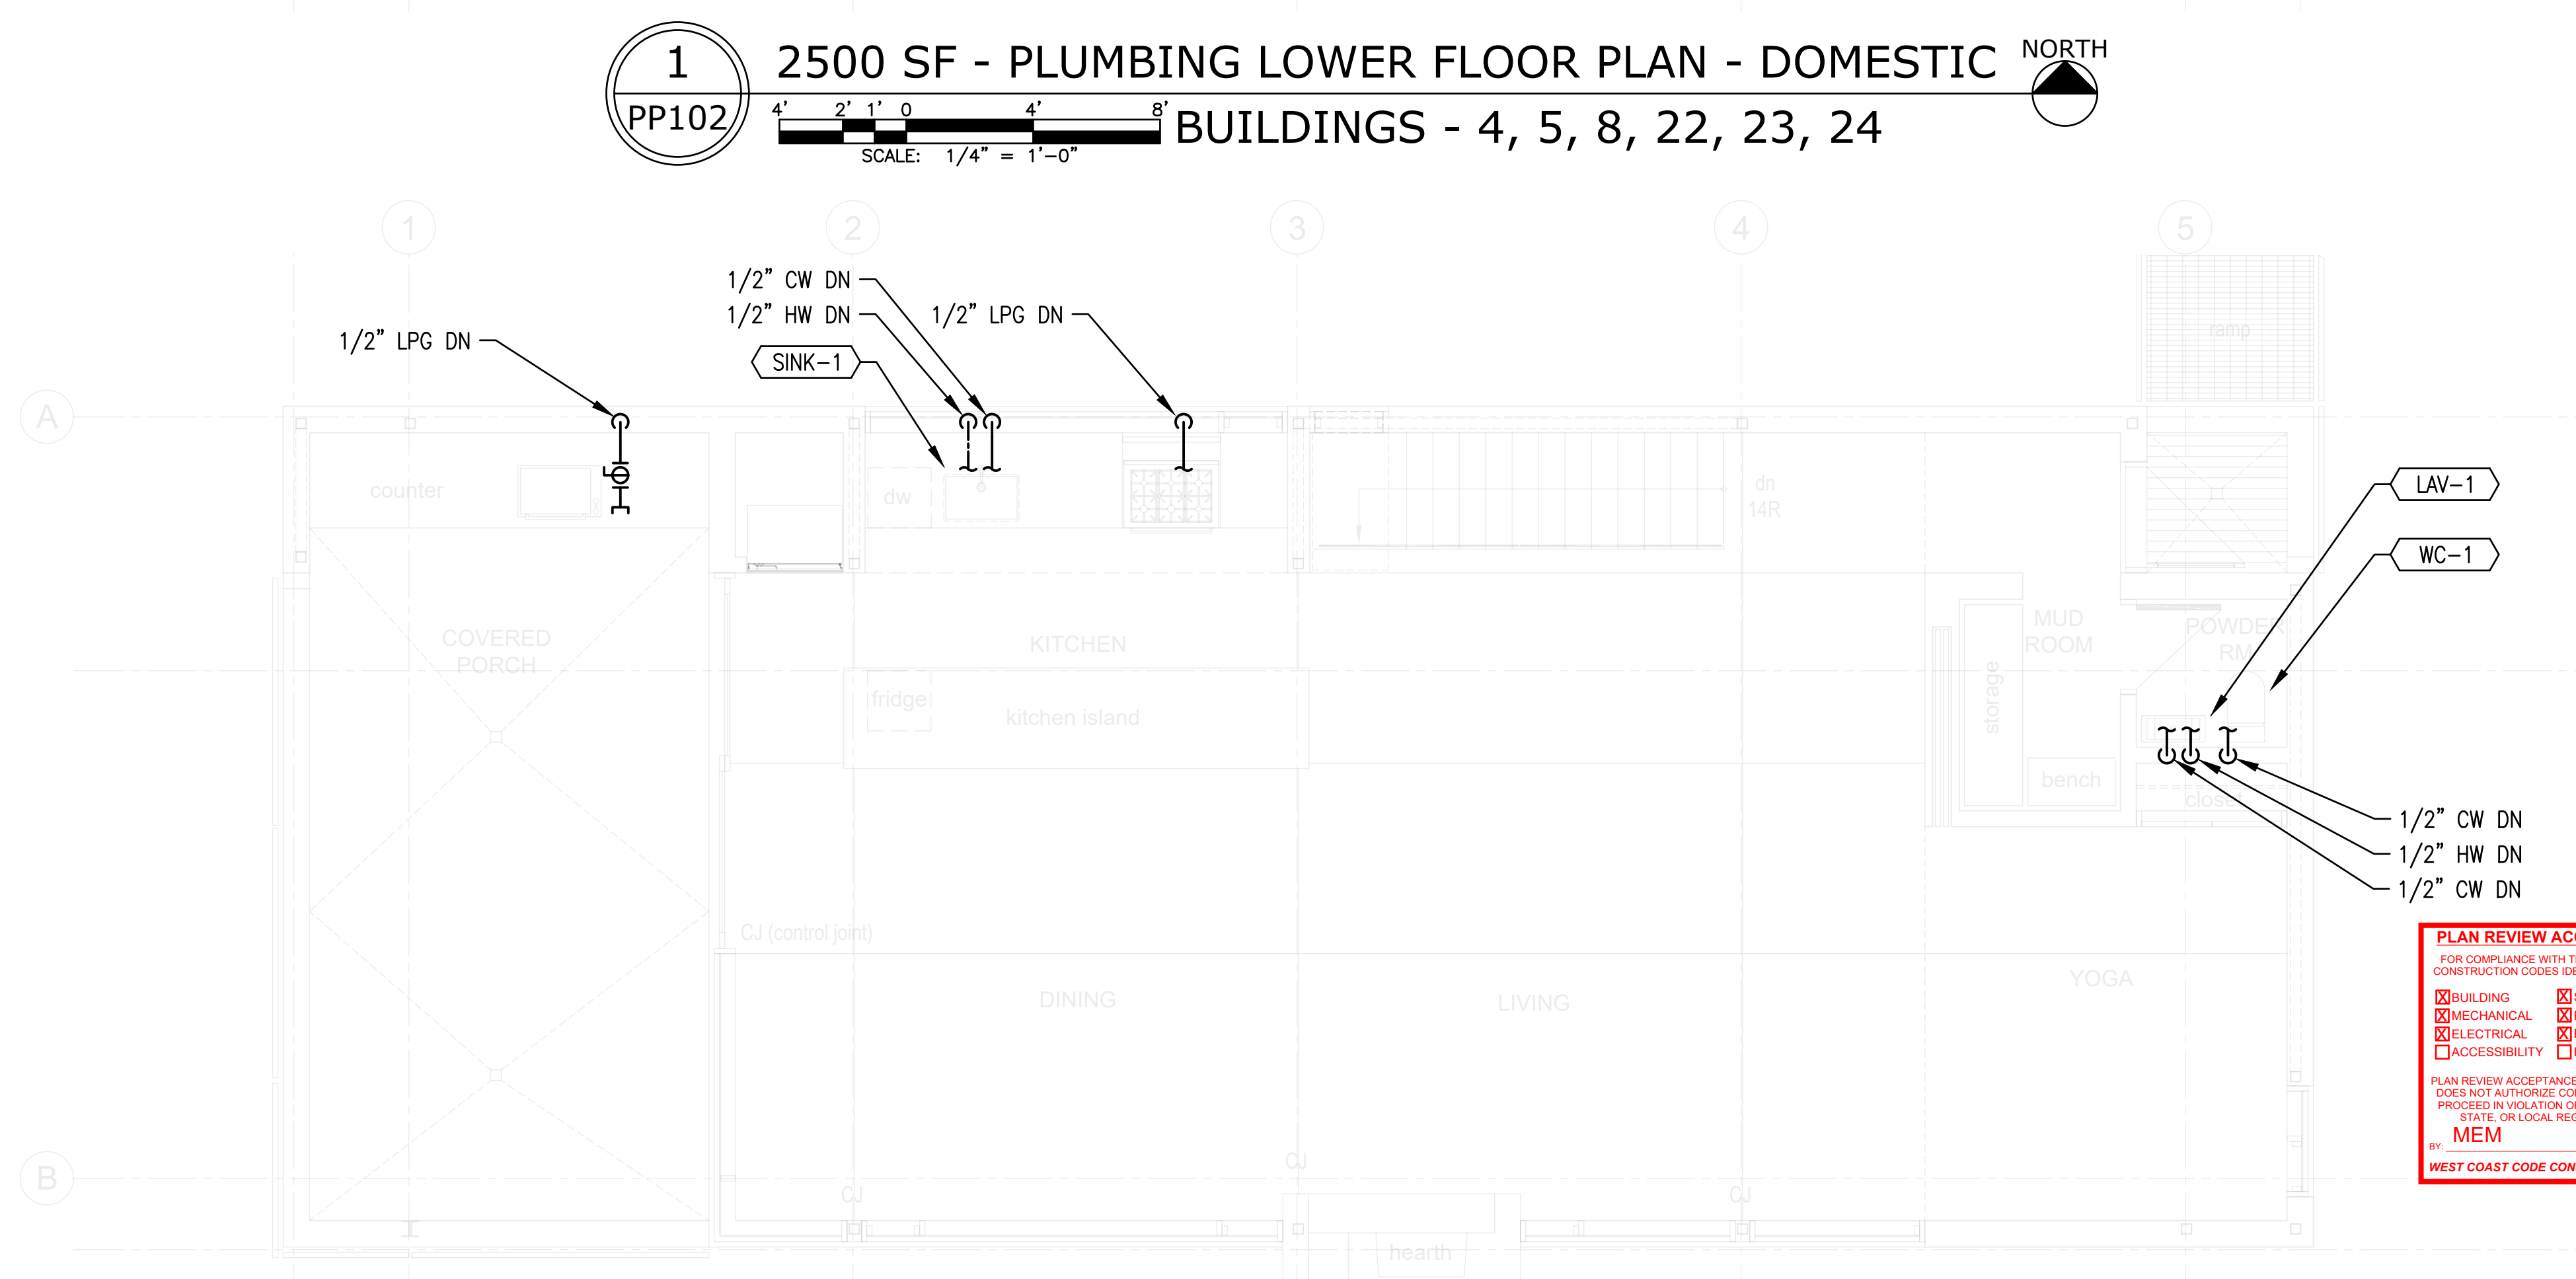 1
PP102
2500 SF - PLUMBING LOWER FLOOR PLAN - DOMESTIC
NORTH
4' 2' 1' 0 4' 8'
SCALE: 1/4" = 1'-0"
BUILDINGS - 4, 5, 8, 22, 23, 24
1 2 3 4 5
1/2" CW DN
1/2" HW DN
1/2" LPG DN
1/2" LPG DN
SINK-1
ramp
A
counter
dw
dn
14R
LAV-1
WC-1
COVERED
PORCH
KITCHEN
MUD
ROOM
POWDER
RM
fridge
kitchen island
storage
bench
closet
1/2" CW DN
1/2" HW DN
1/2" CW DN
CJ (control joint)
DINING
LIVING
YOGA
PLAN REVIEW
FOR COMPLIANCE WITH
CONSTRUCTION CODES
X BUILDING X
X MECHANICAL X
X ELECTRICAL X
ACCESSIBILITY
PLAN REVIEW ACCEPTANCE
DOES NOT AUTHORIZE
PROCEED IN VIOLATION
STATE, OR LOCAL
BY: MEM
WEST COAST CODE
B
CJ
CJ
CJ
hearth